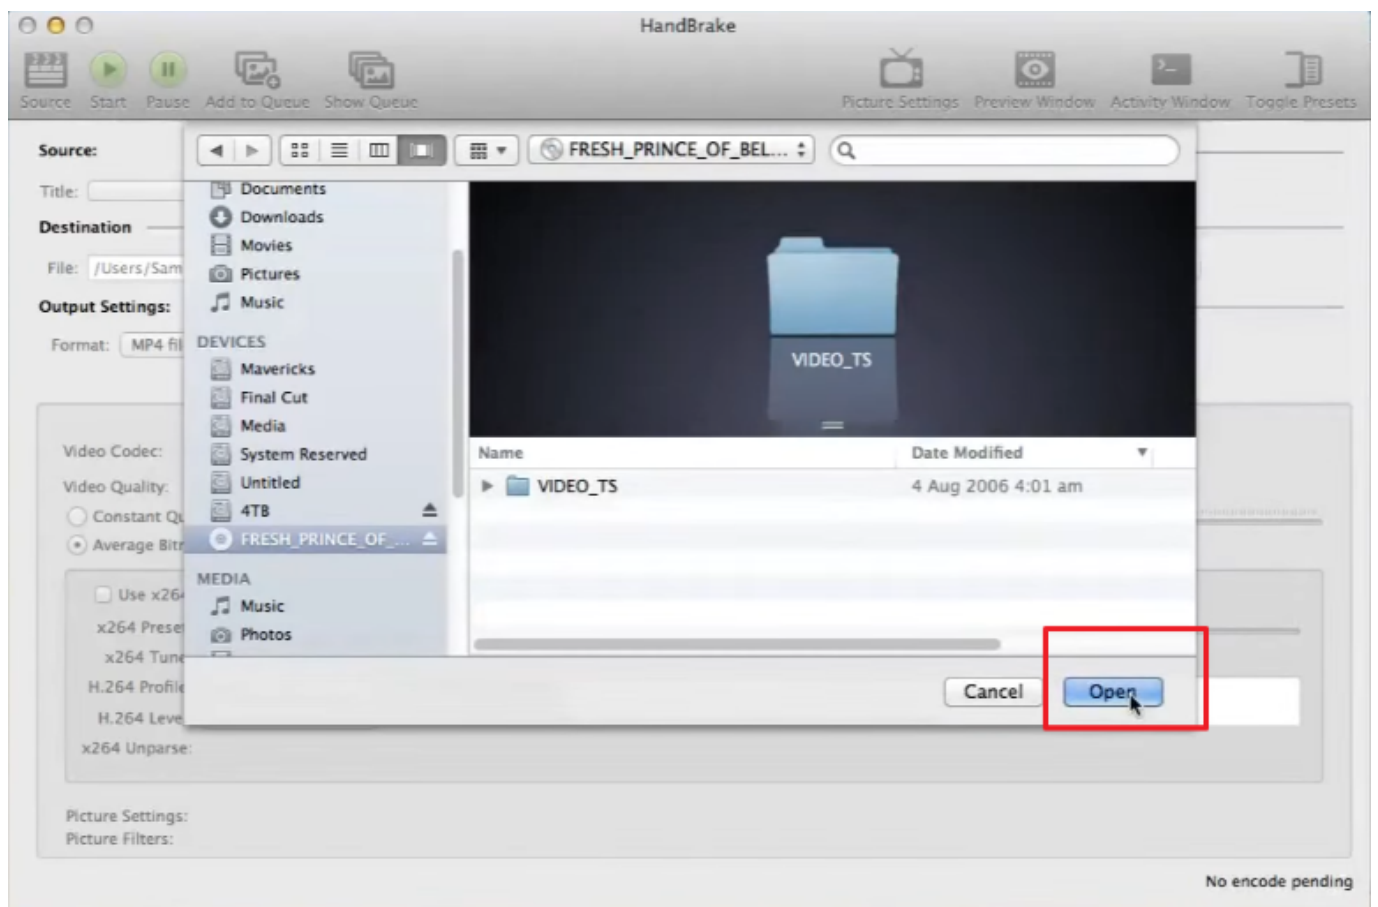 HandBrake
Source Start Pause Add to Queue Show Queue Picture Settings Preview Window Activity Window Toggle Presets
FRESH_PRINCE_OF_BEL...
Source:
Title:
Destination
File: /Users/Sam
Output Settings:
Format: MP4 fil
Video Codec:
Video Quality:
Constant Qu
Average Bitr
Use x264
x264 Preset
x264 Tune
H.264 Profile
H.264 Leve
x264 Unparse:
Picture Settings:
Picture Filters:
Documents
Downloads
Movies
Pictures
Music
DEVICES
Mavericks
Final Cut
Media
System Reserved
Untitled
4TB
FRESH_PRINCE_OF_...
MEDIA
Music
Photos
VIDEO_TS
Name Date Modified
VIDEO_TS 4 Aug 2006 4:01 am
Cancel Open
No encode pending